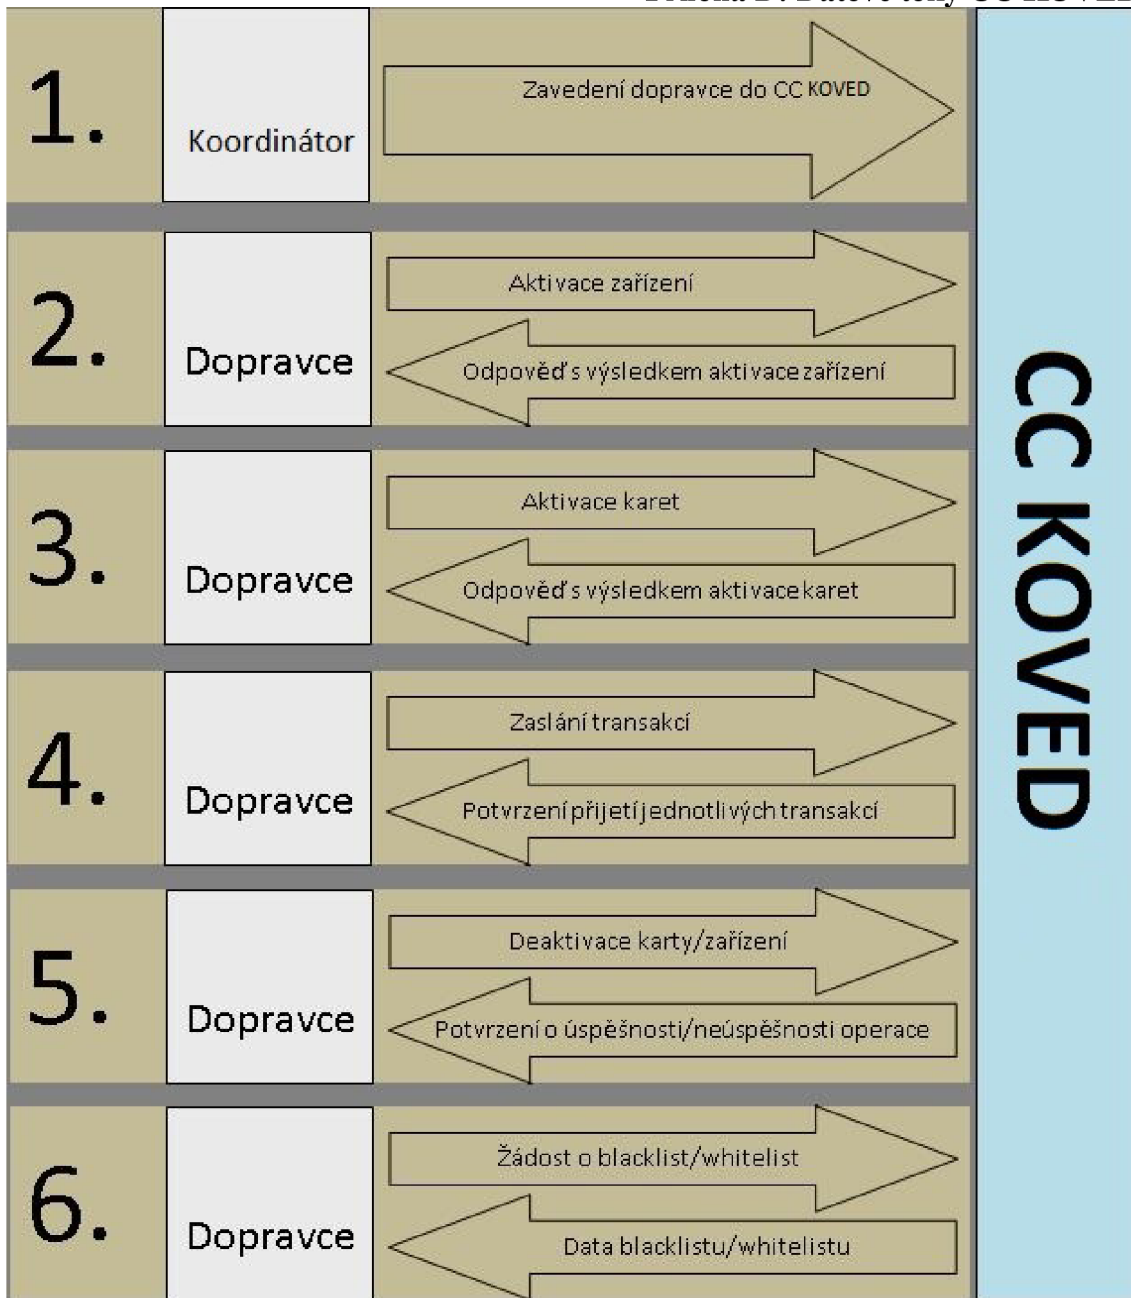 1.
Koordinátor
Zavedení dopravce do CC KOVED
2.
Dopravce
Aktivace zařízení
Odpověď s výsledkem aktivace zařízení
3.
Dopravce
Aktivace karet
Odpověď s výsledkem aktivace karet
4.
Dopravce
Zaslání transakcí
Potvrzení přijetí jednotlivých transakcí
5.
Dopravce
Deaktivace karty/zařízení
Potvrzení o úspěšnosti/neúspěšnosti operace
6.
Dopravce
Žádost o blacklist/whitelist
Data blacklistu/whitelistu
CC KOVED